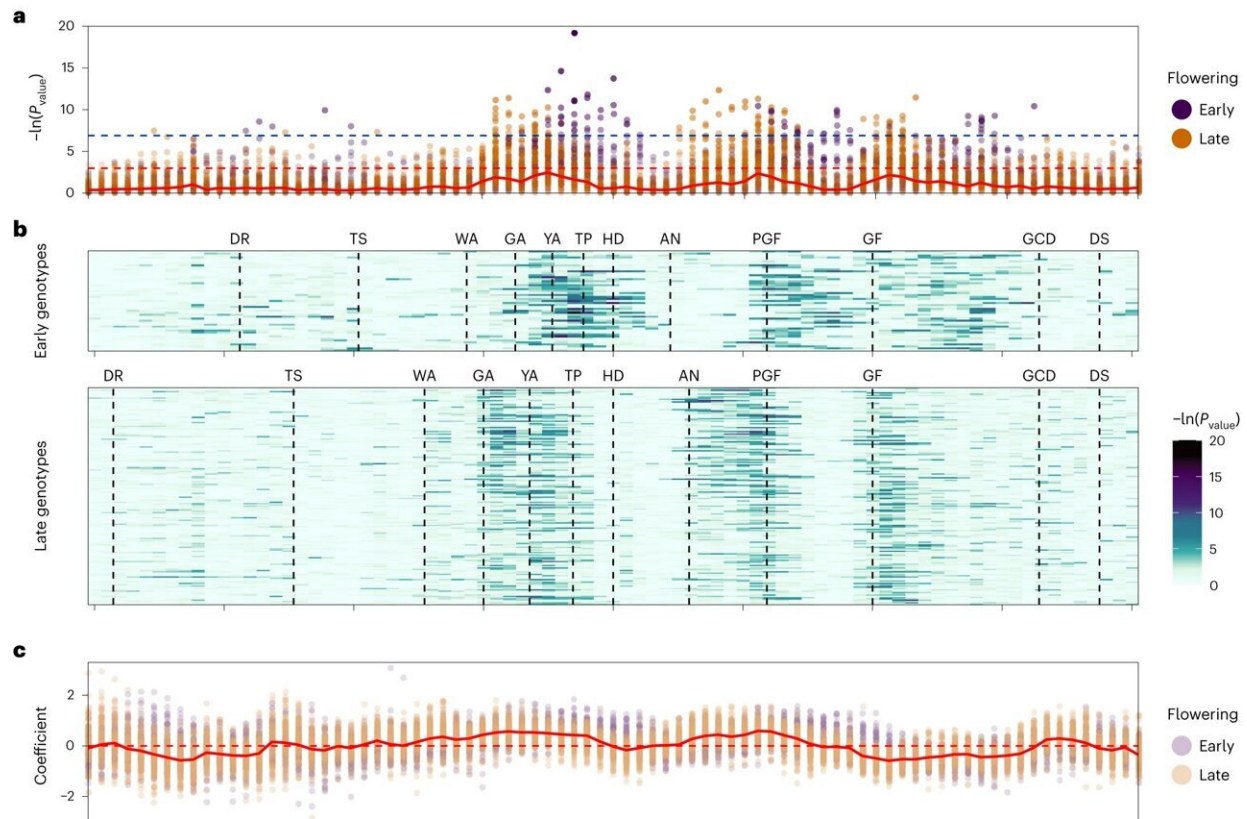 a
20
15
10
5
0
−ln(Pvalue)
Flowering
Early
Late
b
DR TS WA GA YA TP HD AN PGF GF GCD DS
Early genotypes
DR TS WA GA YA TP HD AN PGF GF GCD DS
Late genotypes
−ln(Pvalue)
20
15
10
5
0
c
2
0
−2
Coefficient
Flowering
Early
Late